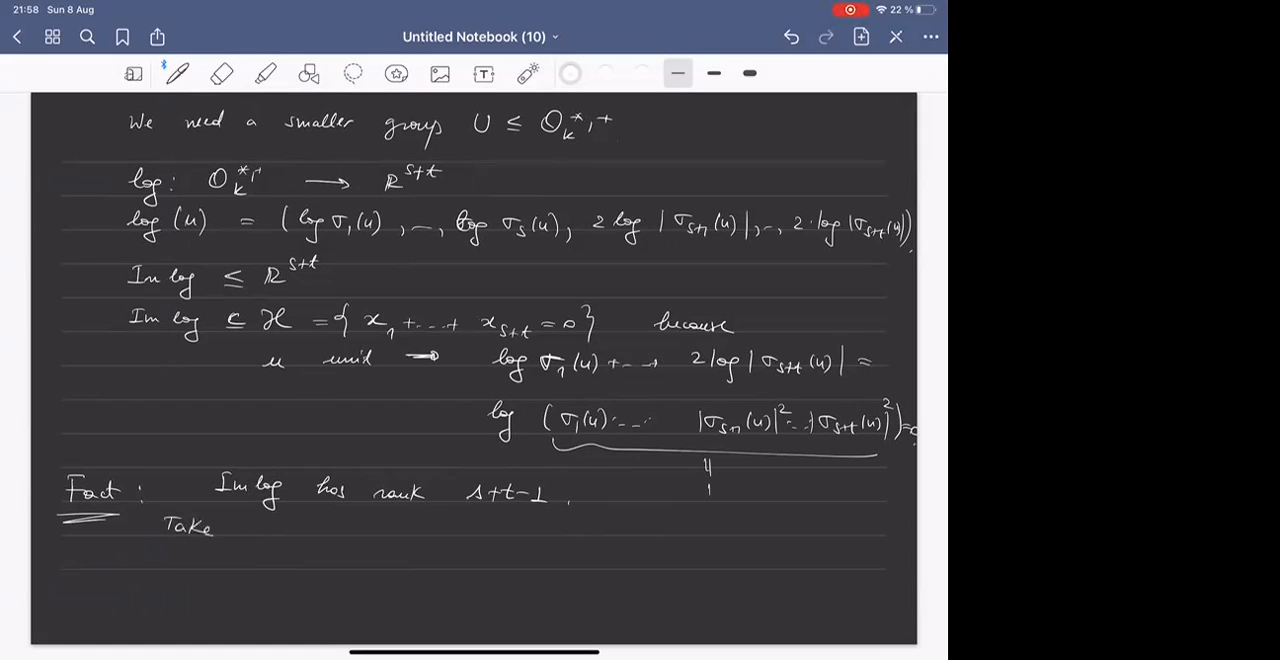 21:58 Sun 8 Aug
22 %
Untitled Notebook (10)
We need a smaller group U ≤ O_K^{*,+}
log: O_K^{*,+} → ℝ^{s+t}
log(u) = (log σ_1(u), ..., log σ_s(u), 2 log |σ_{s+1}(u)|, .., 2·log |σ_{s+t}(u)|)
Im log ≤ ℝ^{s+t}
Im log ⊆ ℋ = { x_1 + ... + x_{s+t} = 0 } because
u unit → log σ_1(u) + ... + 2 log |σ_{s+t}(u)| =
log (σ_1(u) ..... |σ_{s+1}(u)|^2 ... |σ_{s+t}(u)|^2) = 0
=
1
Fact: Im log has rank s+t-1.
Take